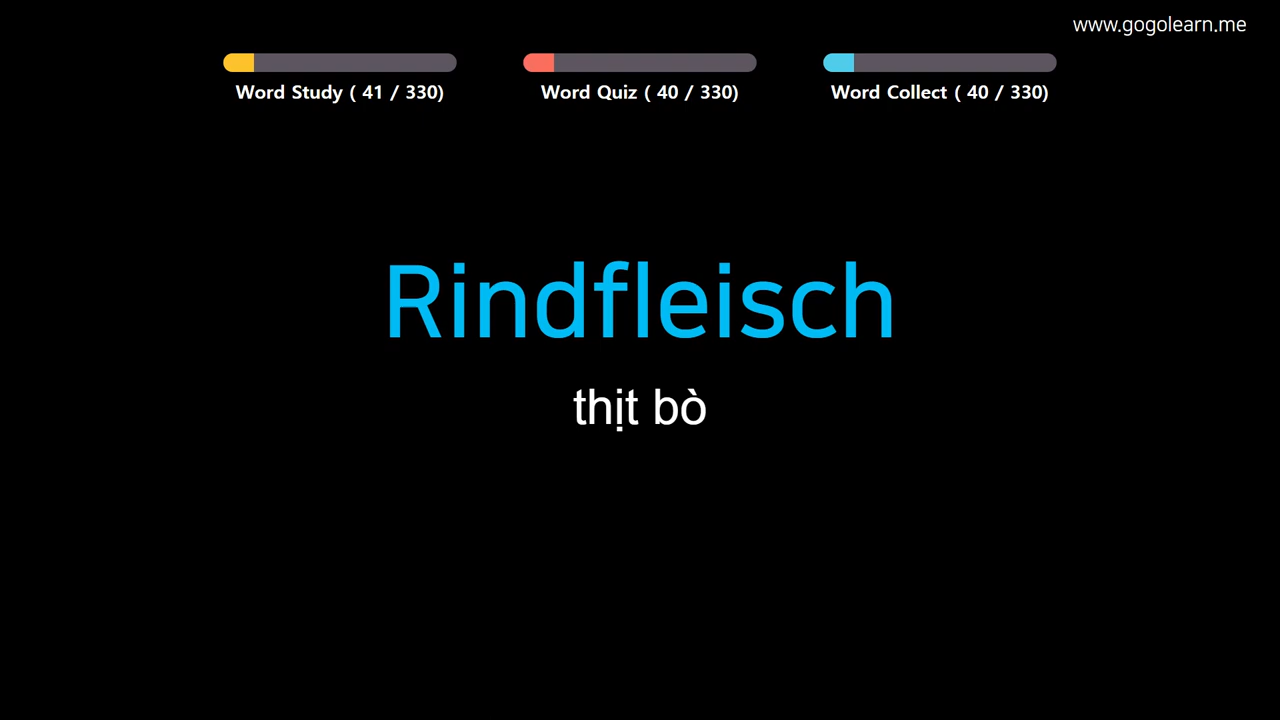 www.gogolearn.me
Word Study ( 41 / 330)
Word Quiz ( 40 / 330)
Word Collect ( 40 / 330)
Rindfleisch
thịt bò